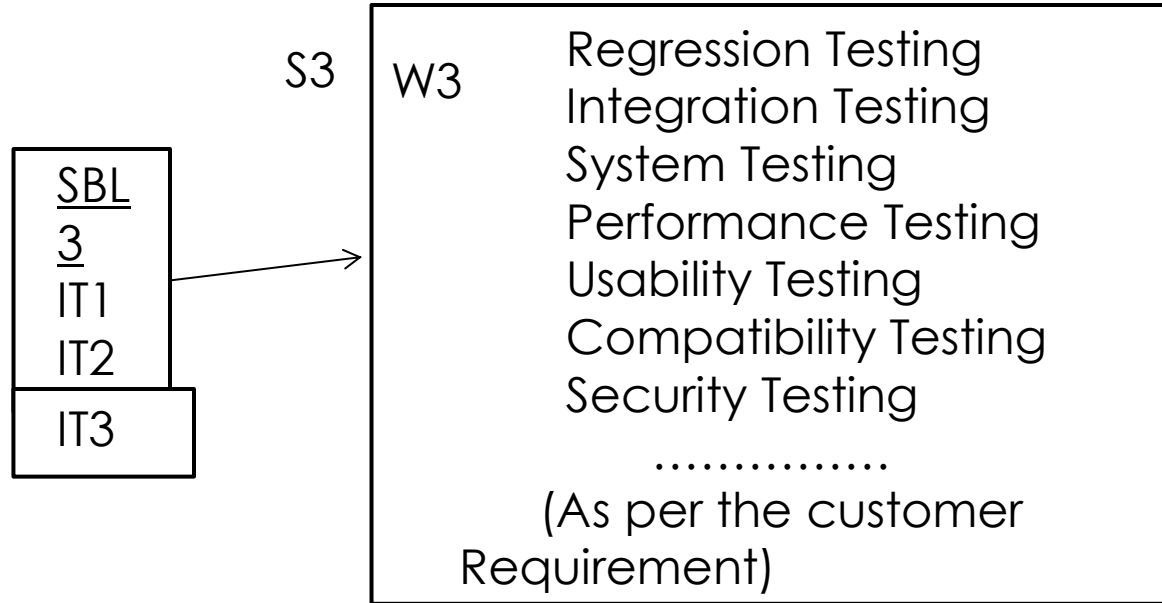 SBL
3
IT1
IT2
IT3
S3
W3
Regression Testing
Integration Testing
System Testing
Performance Testing
Usability Testing
Compatibility Testing
Security Testing
……………
(As per the customer
Requirement)